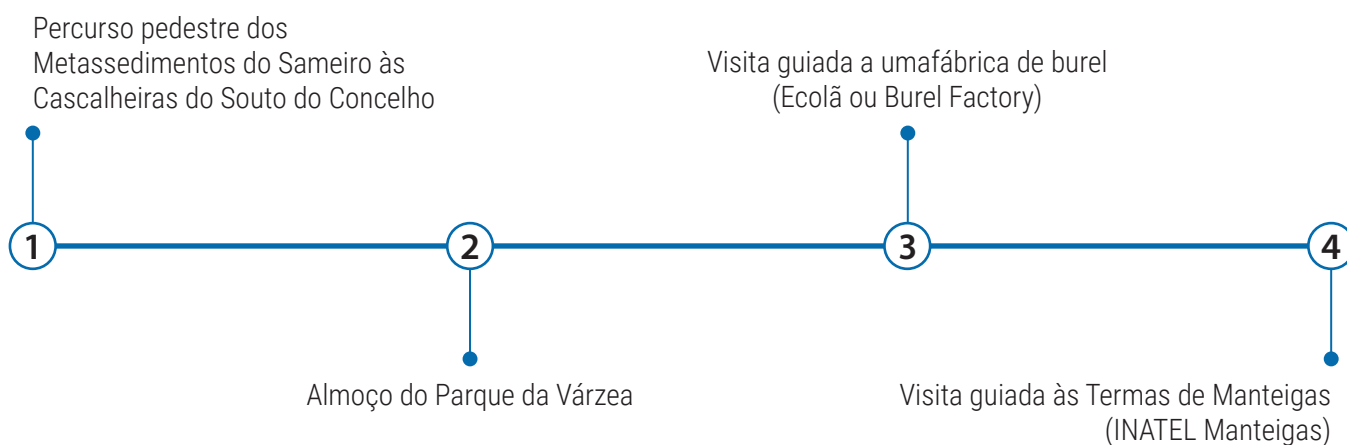 Percurso pedestre dos
Metassedimentos do Sameiro às
Cascalheiras do Souto do Concelho
Visita guiada a umafábrica de burel
(Ecolã ou Burel Factory)
1
2
3
4
Almoço do Parque da Várzea
Visita guiada às Termas de Manteigas
(INATEL Manteigas)